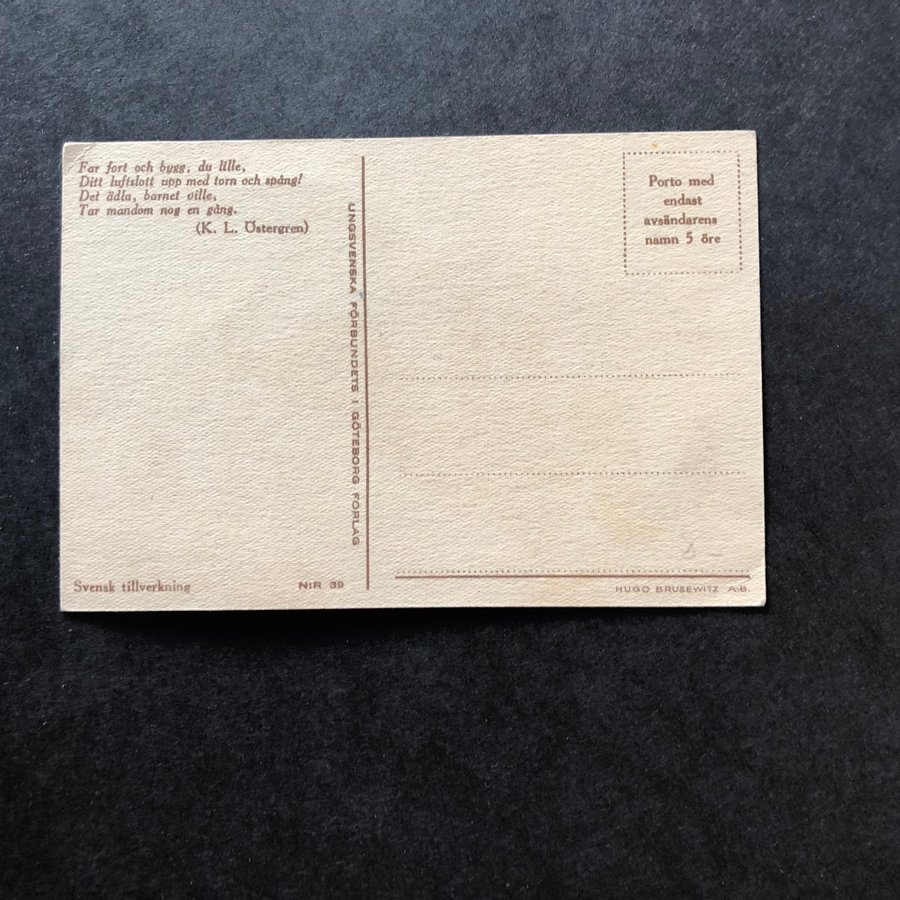 Far fort och bygg, du lille,
Ditt luftslott upp med torn och spång!
Det ädla, barnet ville,
Tar mandom nog en gång.
(K. L. Östergren)
UNGSVENSKA FÖRBUNDETS I GÖTEBORG FÖRLAG
Porto med
endast
avsändarens
namn 5 öre
Svensk tillverkning
N:R 39
HUGO BRUSEWITZ A.-B.